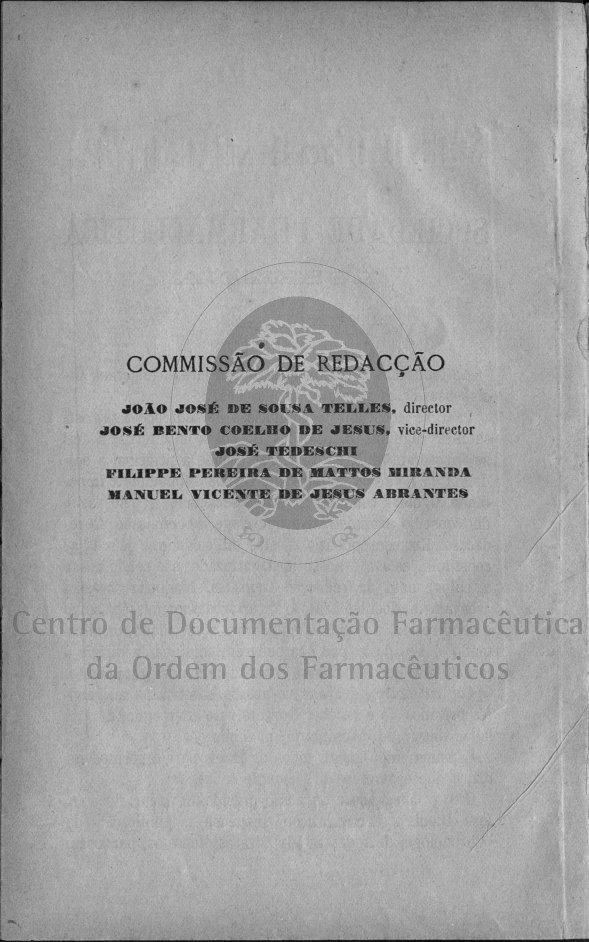 COMMISSÃO DE REDACÇÃO
JOÃO JOSÉ DE SOUSA TELLES, director
JOSÉ BENTO COELHO DE JESUS, vice-director
JOSÉ TEDESCHI
FILIPPE PEREIRA DE MATTOS MIRANDA
MANUEL VICENTE DE JESUS ABRANTES
Centro de Documentação Farmacêutica
da Ordem dos Farmacêuticos